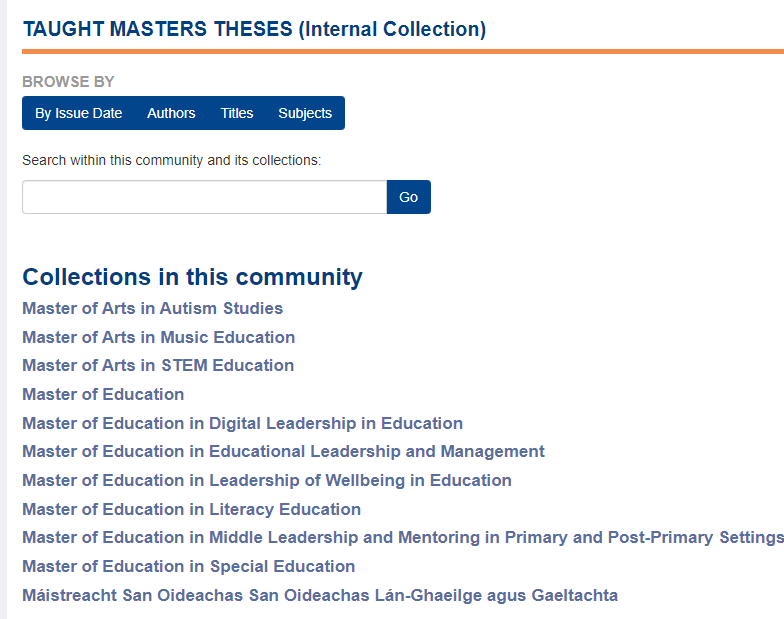 TAUGHT MASTERS THESES (Internal Collection)
BROWSE BY
By Issue Date Authors Titles Subjects
Search within this community and its collections:
Go
Collections in this community
Master of Arts in Autism Studies
Master of Arts in Music Education
Master of Arts in STEM Education
Master of Education
Master of Education in Digital Leadership in Education
Master of Education in Educational Leadership and Management
Master of Education in Leadership of Wellbeing in Education
Master of Education in Literacy Education
Master of Education in Middle Leadership and Mentoring in Primary and Post-Primary Settings
Master of Education in Special Education
Máistreacht San Oideachas San Oideachas Lán-Ghaeilge agus Gaeltachta